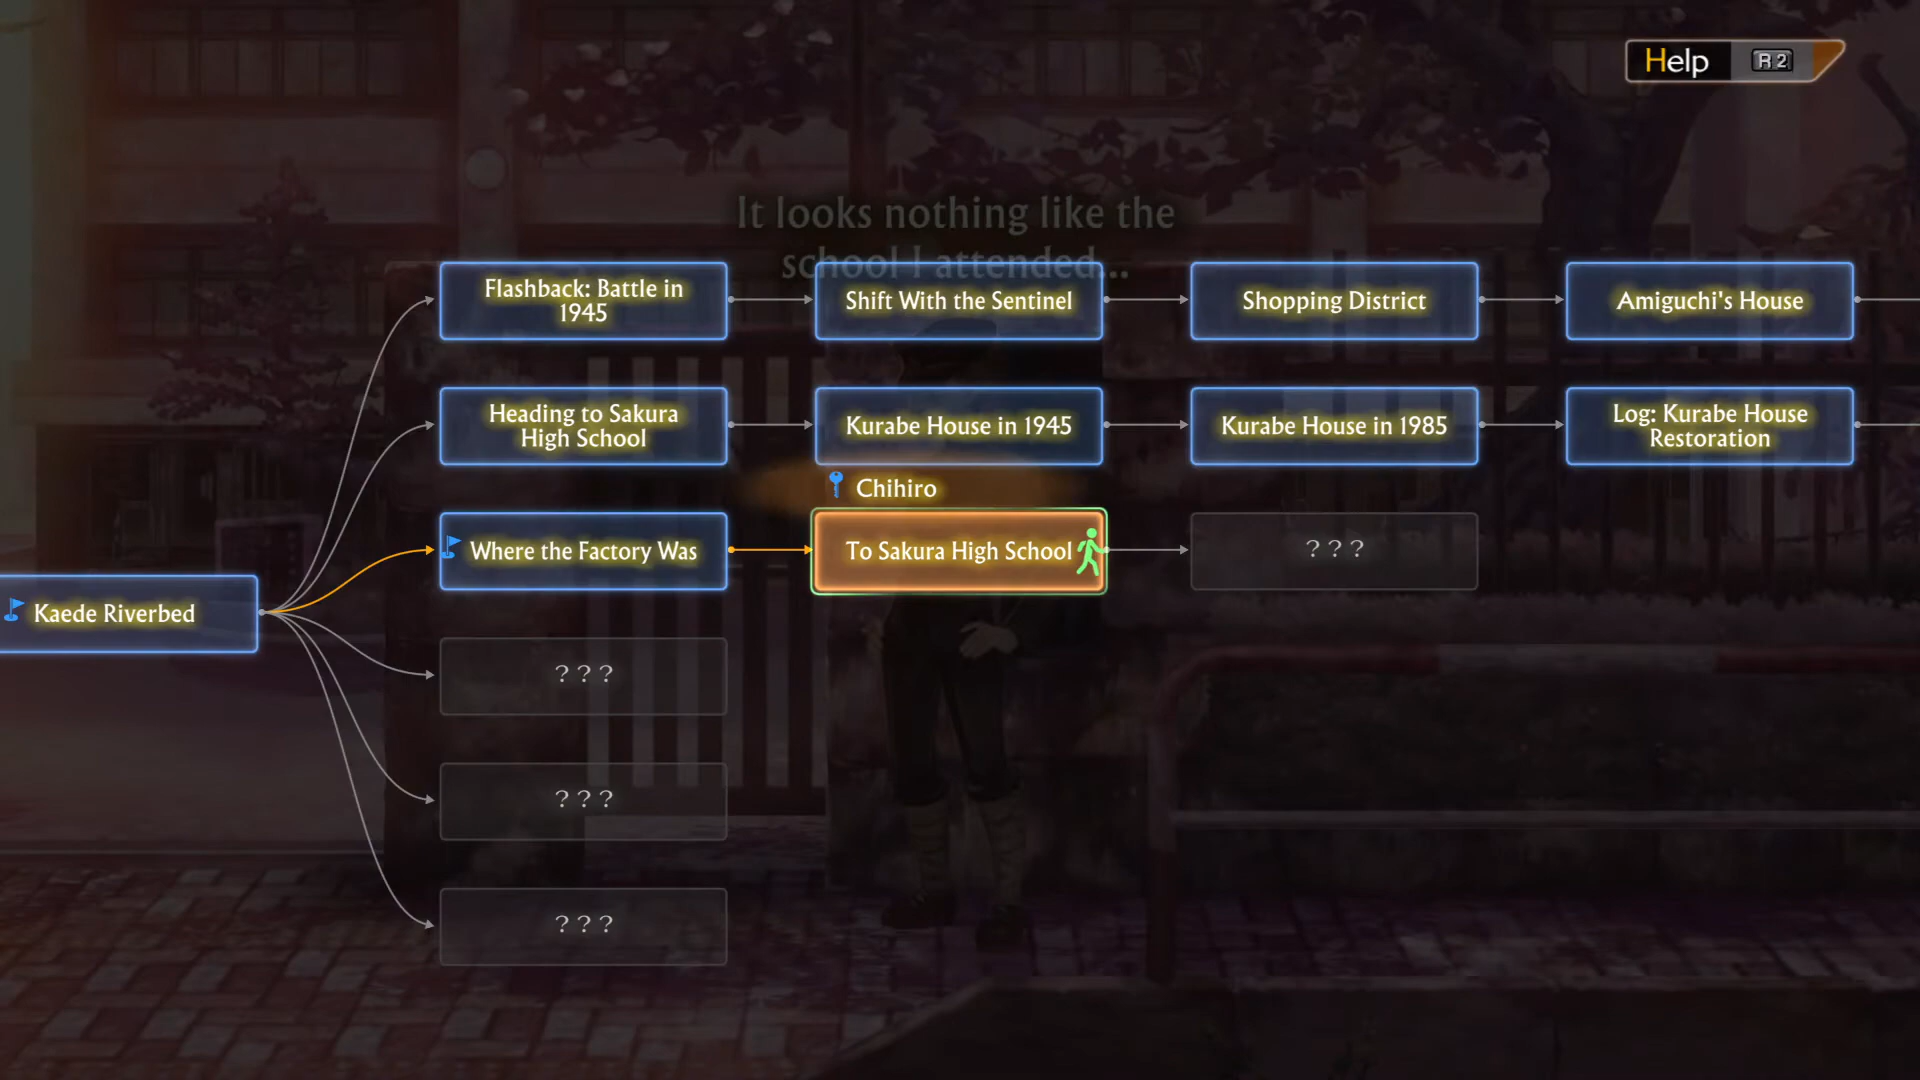 Help R2
It looks nothing like the
school I attended...
Flashback: Battle in
1945
Shift With the Sentinel
Shopping District
Amiguchi's House
Heading to Sakura
High School
Kurabe House in 1945
Kurabe House in 1985
Log: Kurabe House
Restoration
Chihiro
Where the Factory Was
To Sakura High School
???
Kaede Riverbed
???
???
???